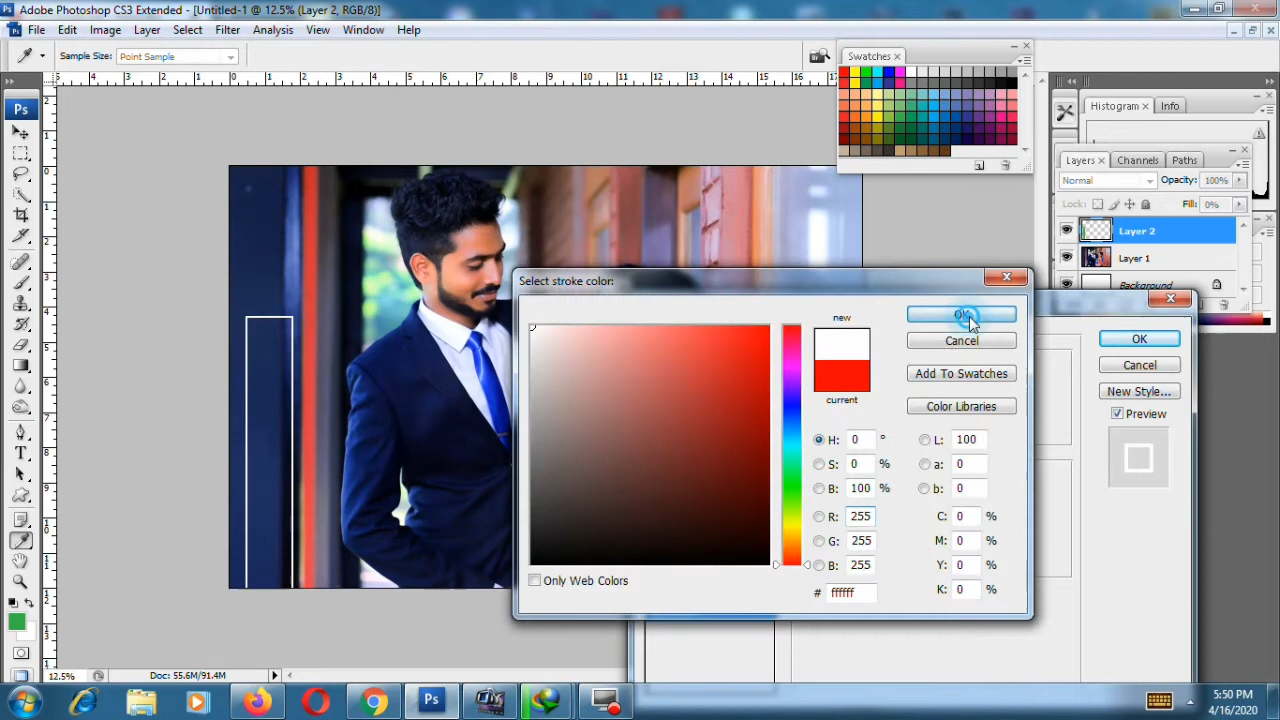 Ps Adobe Photoshop CS3 Extended - [Untitled-1 @ 12.5% (Layer 2, RGB/8)]
File Edit Image Layer Select Filter Analysis View Window Help
Sample Size: Point Sample
Swatches
Histogram Info
Layers Channels Paths
Normal Opacity: 100%
Lock: Fill: 0%
Layer 2
Layer 1
Background
Select stroke color:
new
current
OK
Cancel
Add To Swatches
Color Libraries
H: 0 °
S: 0 %
B: 100 %
R: 255
G: 255
B: 255
# ffffff
L: 100
a: 0
b: 0
C: 0 %
M: 0 %
Y: 0 %
K: 0 %
Only Web Colors
OK
Cancel
New Style...
Preview
12.5% Doc: 55.6M/91.4M
5:50 PM
4/16/2020